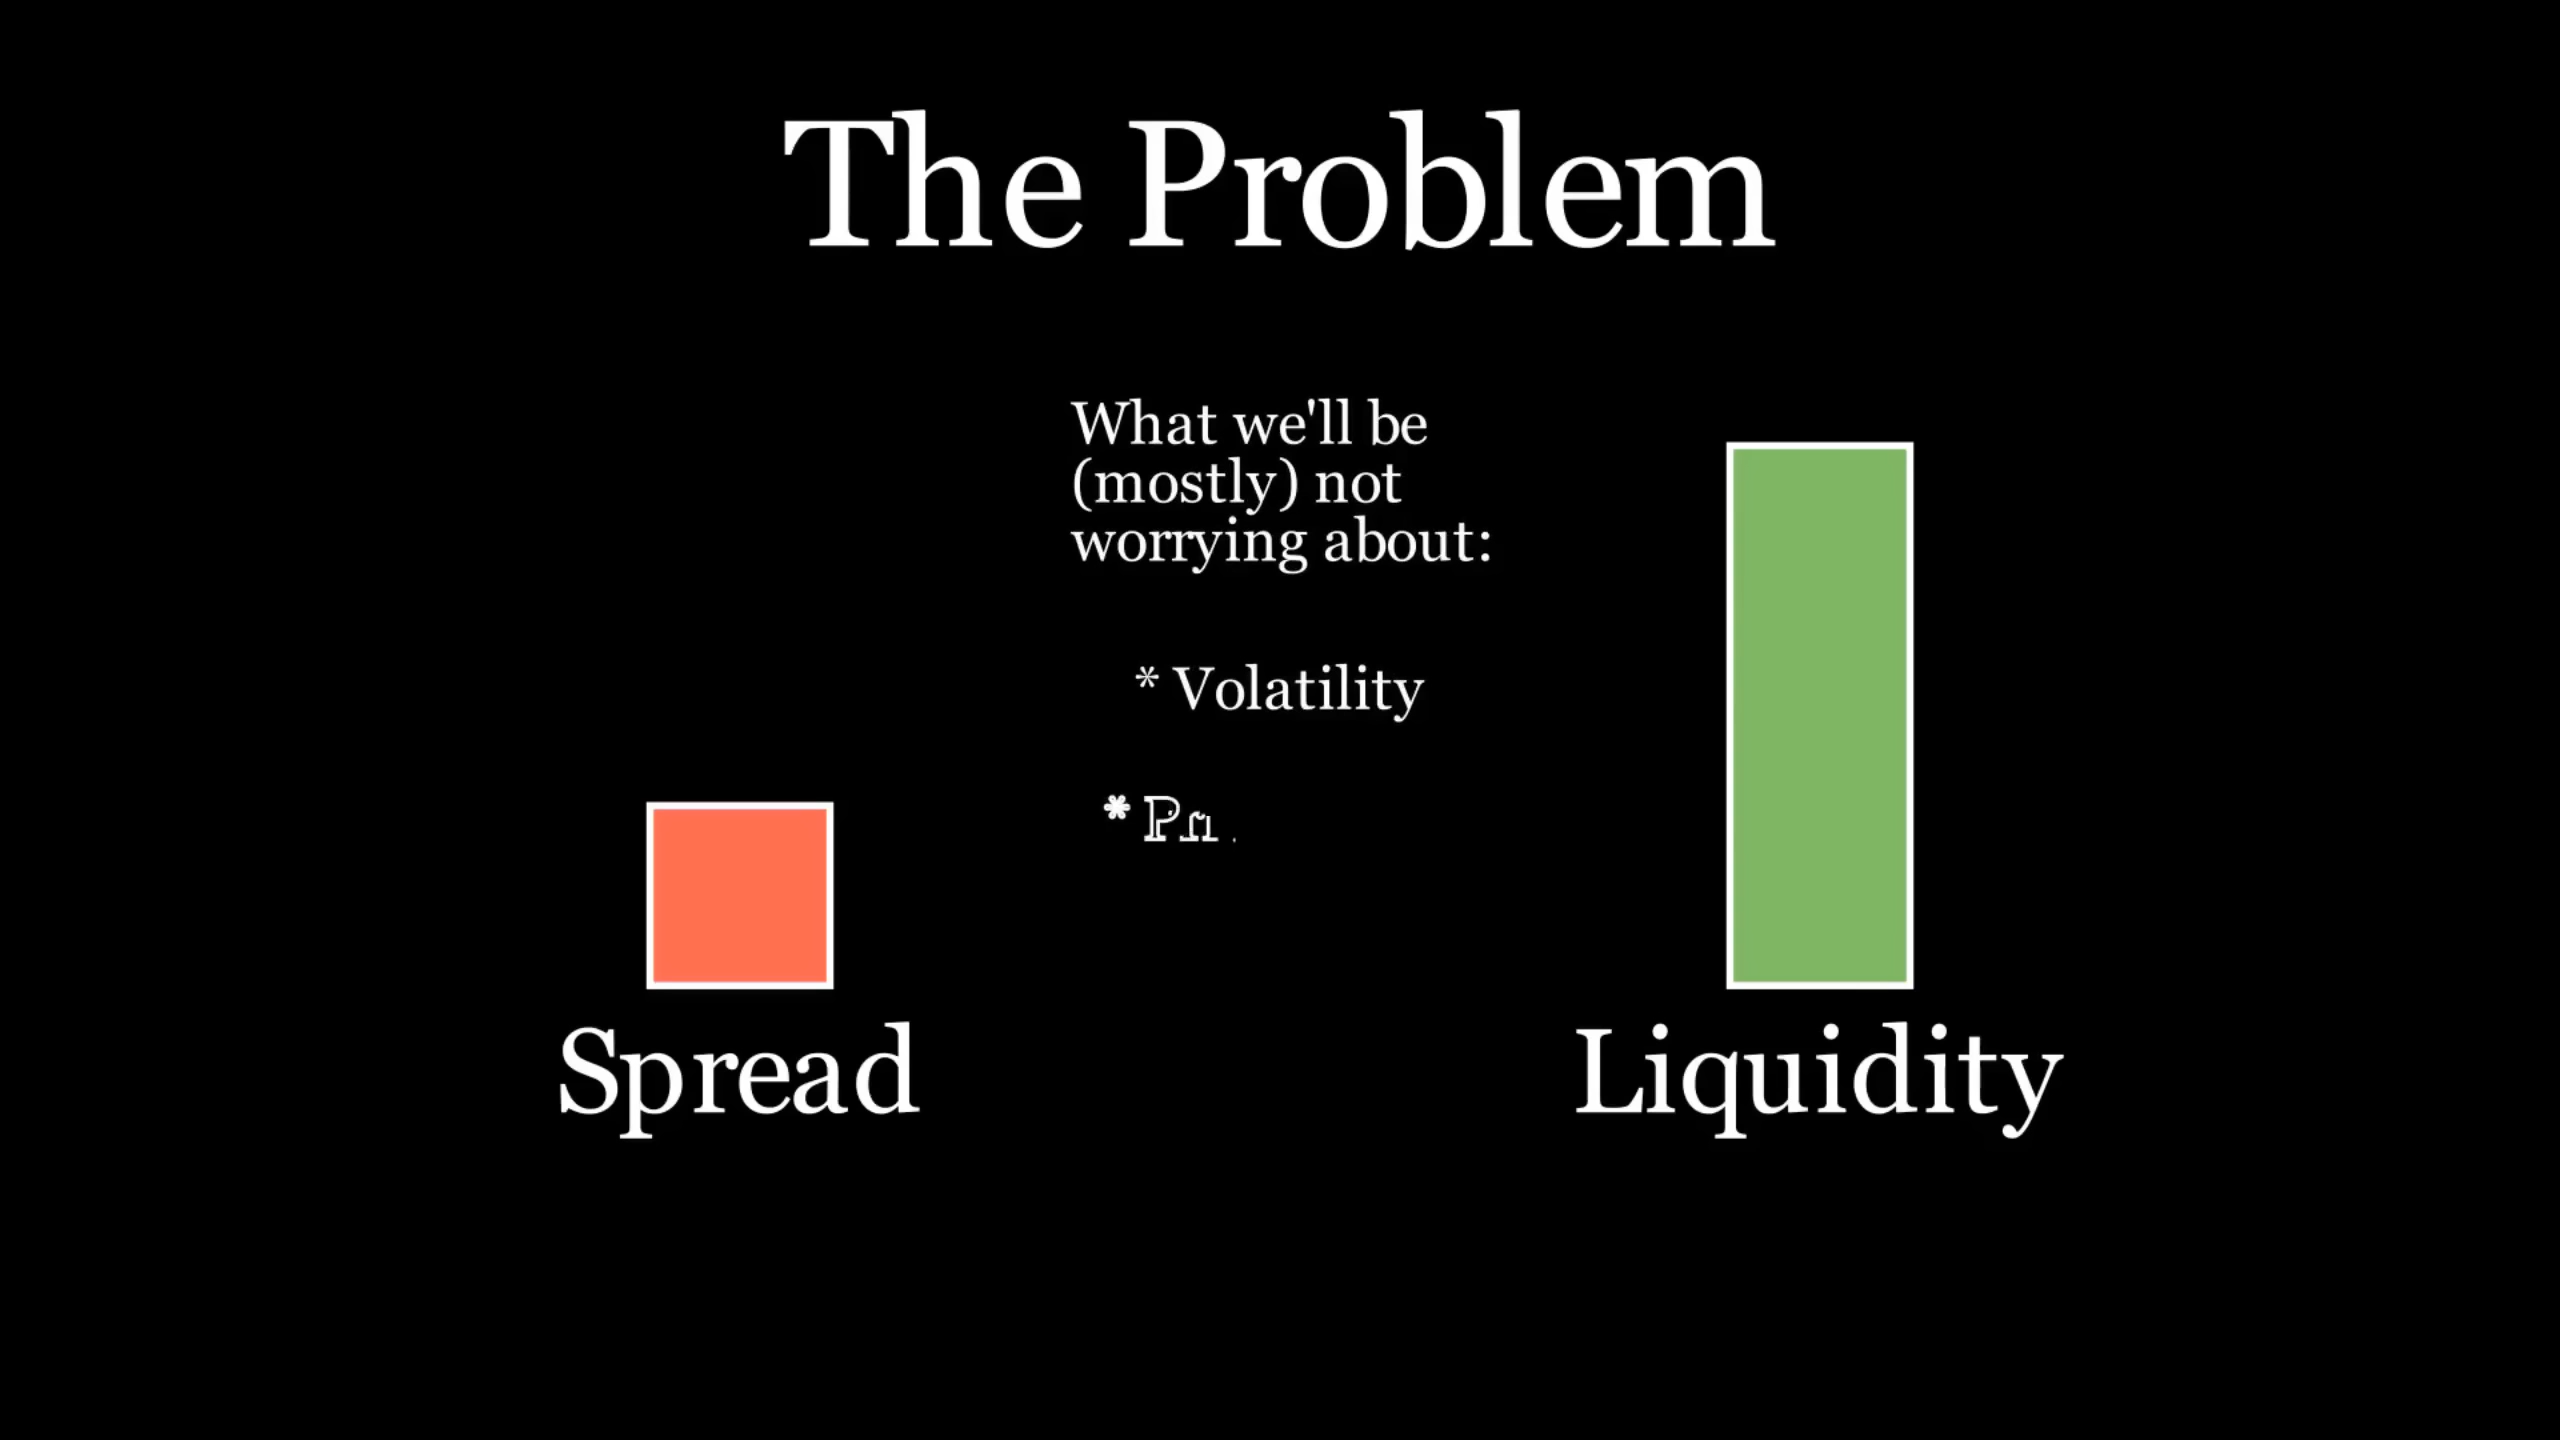 The Problem
What we'll be
(mostly) not
worrying about:
* Volatility
*
Spread
Liquidity